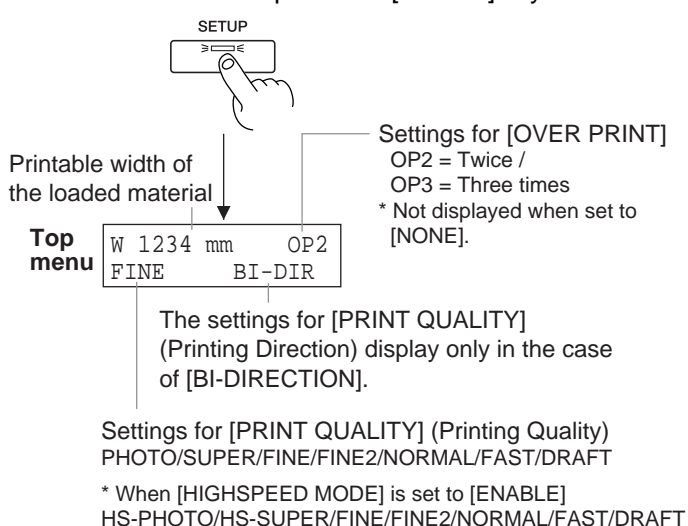 SETUP
Settings for [OVER PRINT]
OP2 = Twice /
OP3 = Three times
* Not displayed when set to
[NONE].
Printable width of
the loaded material
Top
menu
W 1234 mm OP2
FINE BI-DIR
The settings for [PRINT QUALITY]
(Printing Direction) display only in the case
of [BI-DIRECTION].
Settings for [PRINT QUALITY] (Printing Quality)
PHOTO/SUPER/FINE/FINE2/NORMAL/FAST/DRAFT
* When [HIGHSPEED MODE] is set to [ENABLE]
HS-PHOTO/HS-SUPER/FINE/FINE2/NORMAL/FAST/DRAFT